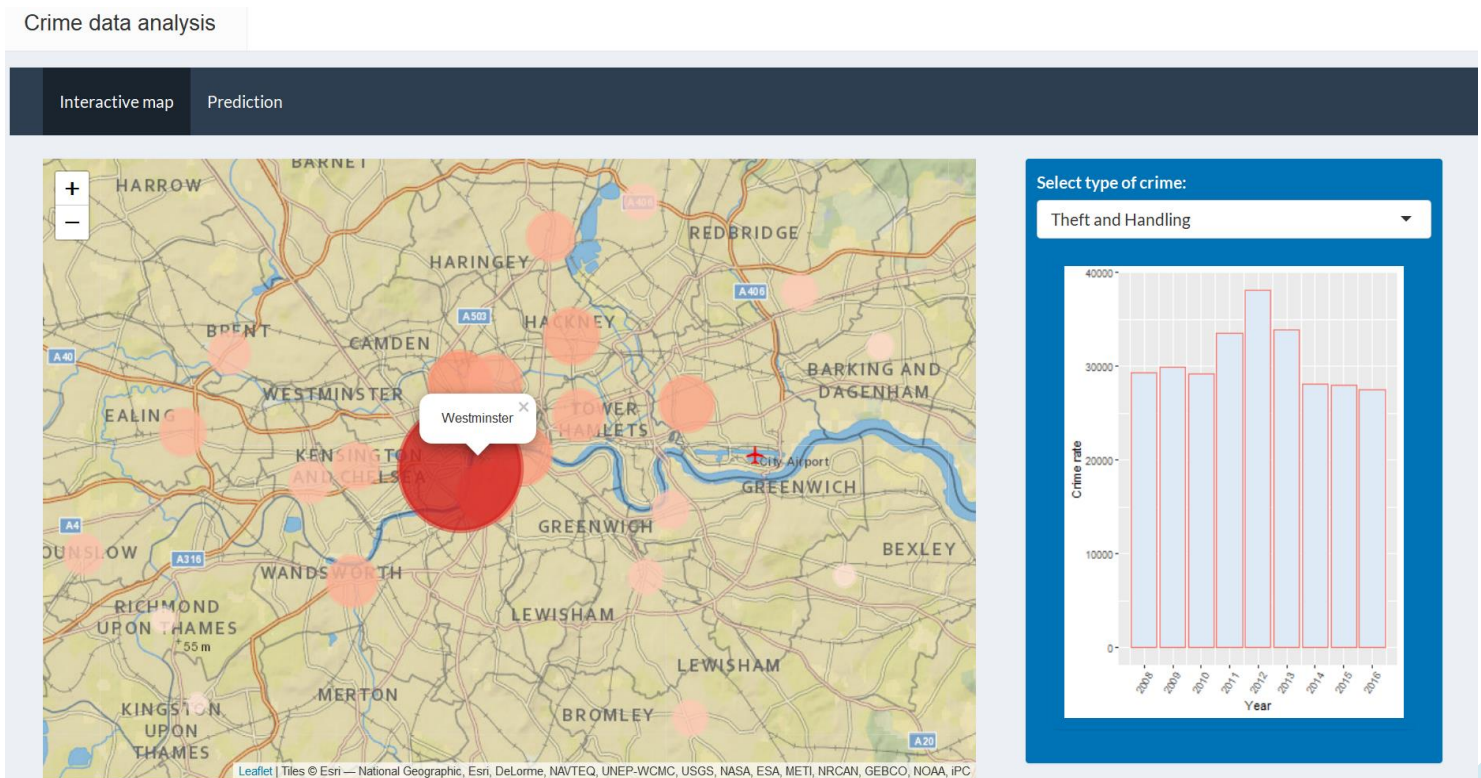 Crime data analysis
Interactive map
Prediction
+
−
BARNET
HARROW
A406
REDBRIDGE
HARINGEY
A406
A503
HACKNEY
BRENT
CAMDEN
A40
BARKING AND
DAGENHAM
WESTMINSTER
EALING
TOWER
HAMLETS
Westminster
×
KENSINGTON
AND CHELSEA
City Airport
GREENWICH
A4
GREENWICH
OUNSLOW
A316
BEXLEY
WANDSWORTH
RICHMOND
UPON THAMES
55 m
LEWISHAM
LEWISHAM
MERTON
KINGSTON
UPON
THAMES
BROMLEY
A20
Leaflet | Tiles © Esri — National Geographic, Esri, DeLorme, NAVTEQ, UNEP-WCMC, USGS, NASA, ESA, METI, NRCAN, GEBCO, NOAA, iPC
Select type of crime:
Theft and Handling
40000
30000
20000
10000
0
Crime rate
2008 2009 2010 2011 2012 2013 2014 2015 2016
Year